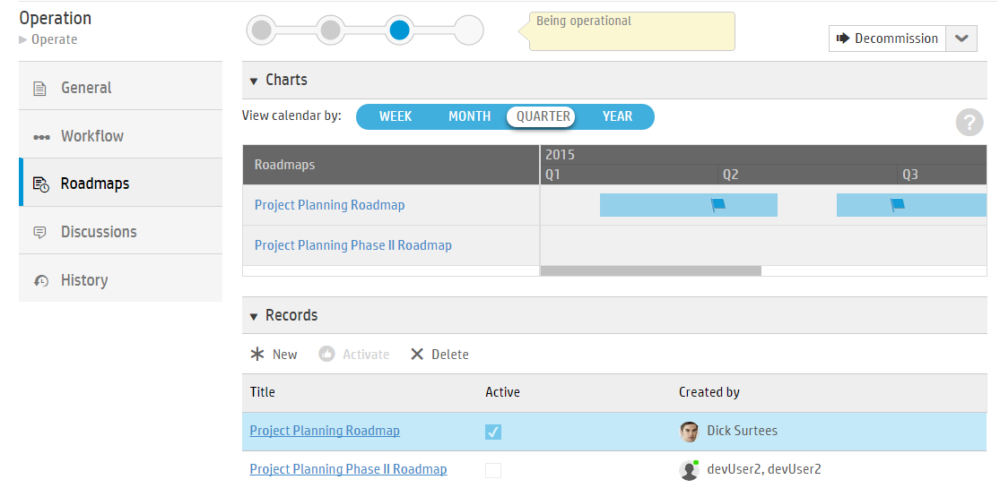 Operation
Operate
Being operational
Decommission
General
Workflow
Roadmaps
Discussions
History
Charts
View calendar by: WEEK MONTH QUARTER YEAR
?
Roadmaps
2015
Q1 Q2 Q3
Project Planning Roadmap
Project Planning Phase II Roadmap
Records
New Activate Delete
Title Active Created by
Project Planning Roadmap Dick Surtees
Project Planning Phase II Roadmap devUser2, devUser2